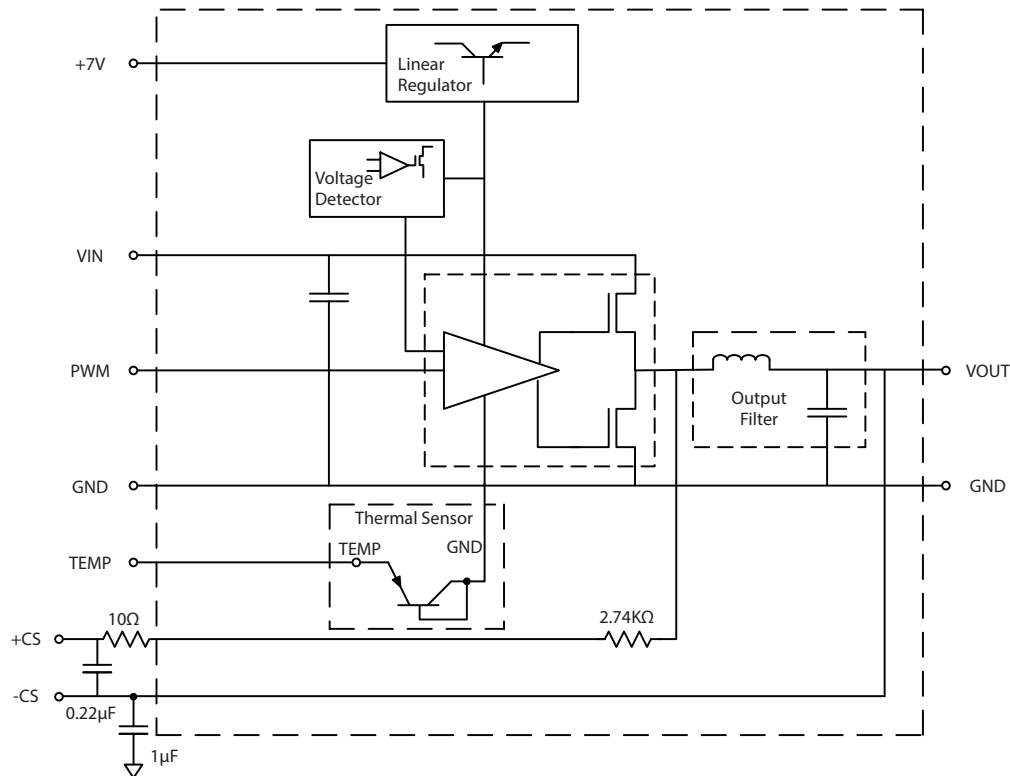 +7V
Linear
Regulator
Voltage
Detector
VIN
PWM
VOUT
Output
Filter
GND
GND
Thermal Sensor
TEMP
TEMP
GND
10Ω
2.74KΩ
+CS
-CS
0.22µF
1µF